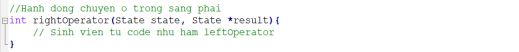 //Hanh dong chuyen o trong sang phai
int rightOperator(State state, State *result){
// Sinh vien tu code nhu ham leftOperator
}